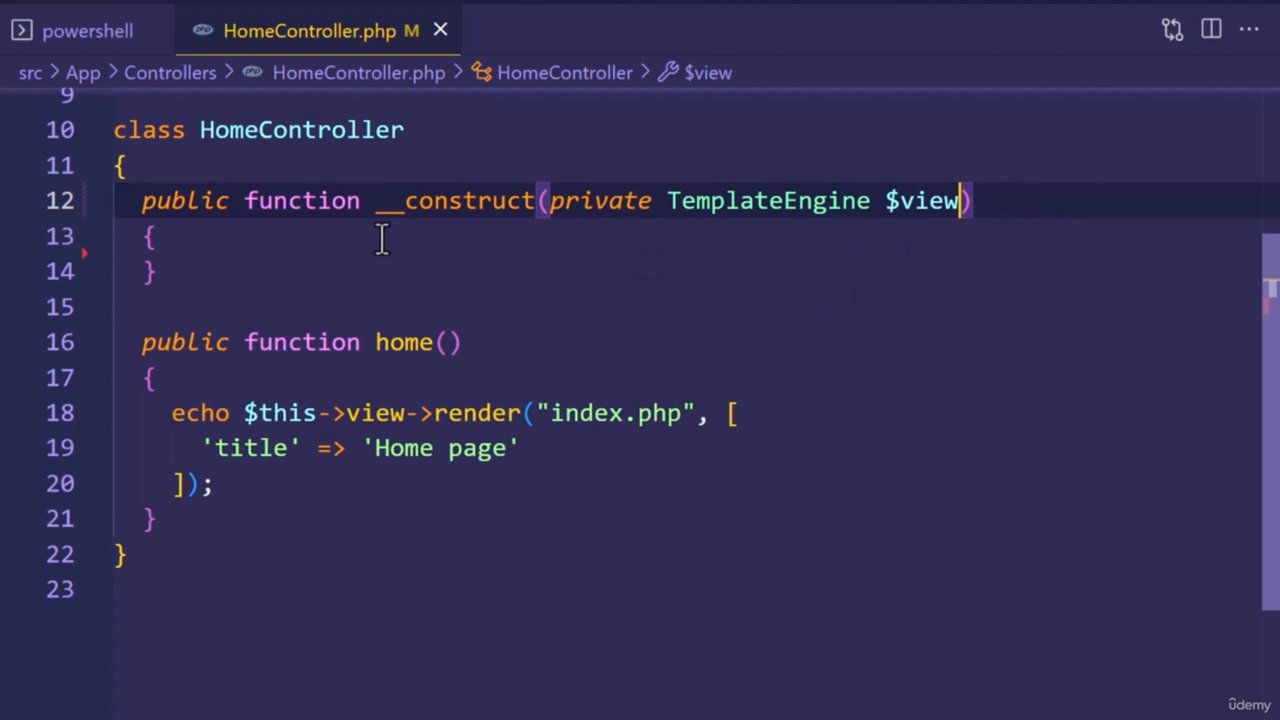 powershell HomeController.php M
src > App > Controllers > HomeController.php > HomeController > $view
9
10 class HomeController
11 {
12 public function __construct(private TemplateEngine $view)
13 {
14 }
15
16 public function home()
17 {
18 echo $this->view->render("index.php", [
19 'title' => 'Home page'
20 ]);
21 }
22 }
23
ûdemy